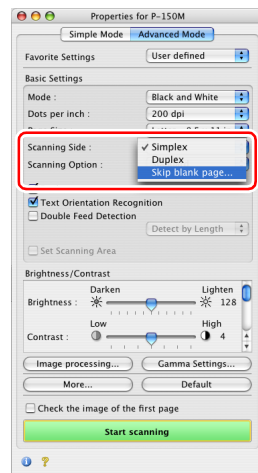 Properties for P-150M
Simple Mode Advanced Mode
Favorite Settings User defined
Basic Settings
Mode : Black and White
Dots per inch : 200 dpi
Scanning Side : ✓ Simplex
Duplex
Scanning Option : Skip blank page...
Text Orientation Recognition
Double Feed Detection
Detect by Length
Set Scanning Area
Brightness/Contrast
Darken Lighten
Brightness : 128
Low High
Contrast : 4
Image processing... Gamma Settings...
More... Default
Check the image of the first page
Start scanning